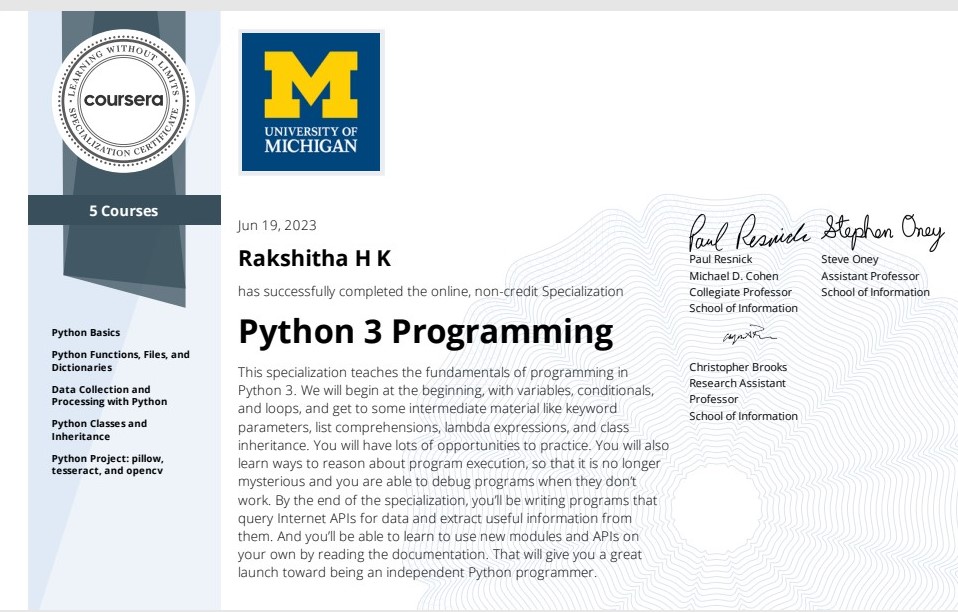 LEARNING WITHOUT LIMITS
coursera
SPECIALIZATION CERTIFICATE
5 Courses
Python Basics
Python Functions, Files, and
Dictionaries
Data Collection and
Processing with Python
Python Classes and
Inheritance
Python Project: pillow,
tesseract, and opencv
M
UNIVERSITY OF
MICHIGAN
Jun 19, 2023
Rakshitha H K
has successfully completed the online, non-credit Specialization
Python 3 Programming
This specialization teaches the fundamentals of programming in
Python 3. We will begin at the beginning, with variables, conditionals,
and loops, and get to some intermediate material like keyword
parameters, list comprehensions, lambda expressions, and class
inheritance. You will have lots of opportunities to practice. You will also
learn ways to reason about program execution, so that it is no longer
mysterious and you are able to debug programs when they don’t
work. By the end of the specialization, you’ll be writing programs that
query Internet APIs for data and extract useful information from
them. And you’ll be able to learn to use new modules and APIs on
your own by reading the documentation. That will give you a great
launch toward being an independent Python programmer.
Paul Resnick
Paul Resnick
Michael D. Cohen
Collegiate Professor
School of Information
Stephen Oney
Steve Oney
Assistant Professor
School of Information
Christopher Brooks
Research Assistant
Professor
School of Information